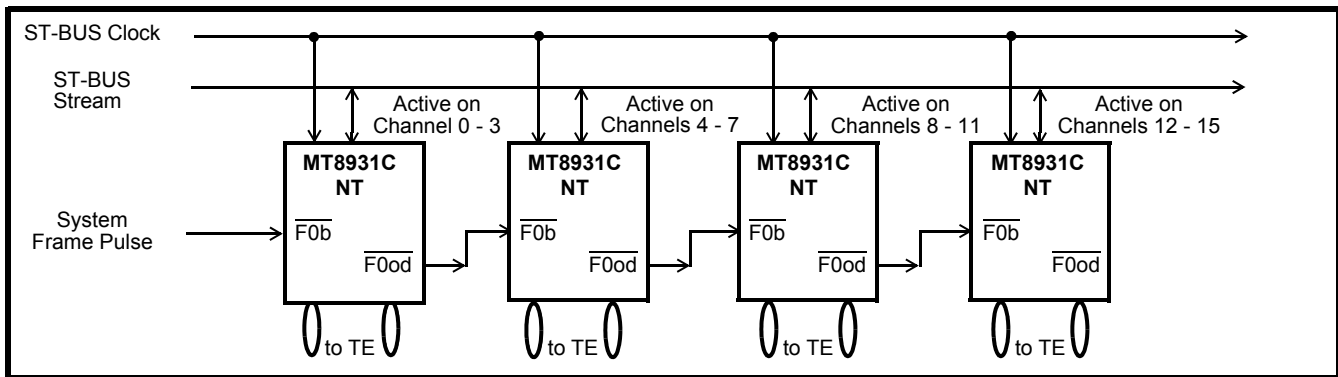 ST-BUS Clock
ST-BUS
Stream
Active on
Channel 0 - 3
Active on
Channels 4 - 7
Active on
Channels 8 - 11
Active on
Channels 12 - 15
System
Frame Pulse
MT8931C
NT
F0b
F0od
to TE
MT8931C
NT
F0b
F0od
to TE
MT8931C
NT
F0b
F0od
to TE
MT8931C
NT
F0b
F0od
to TE